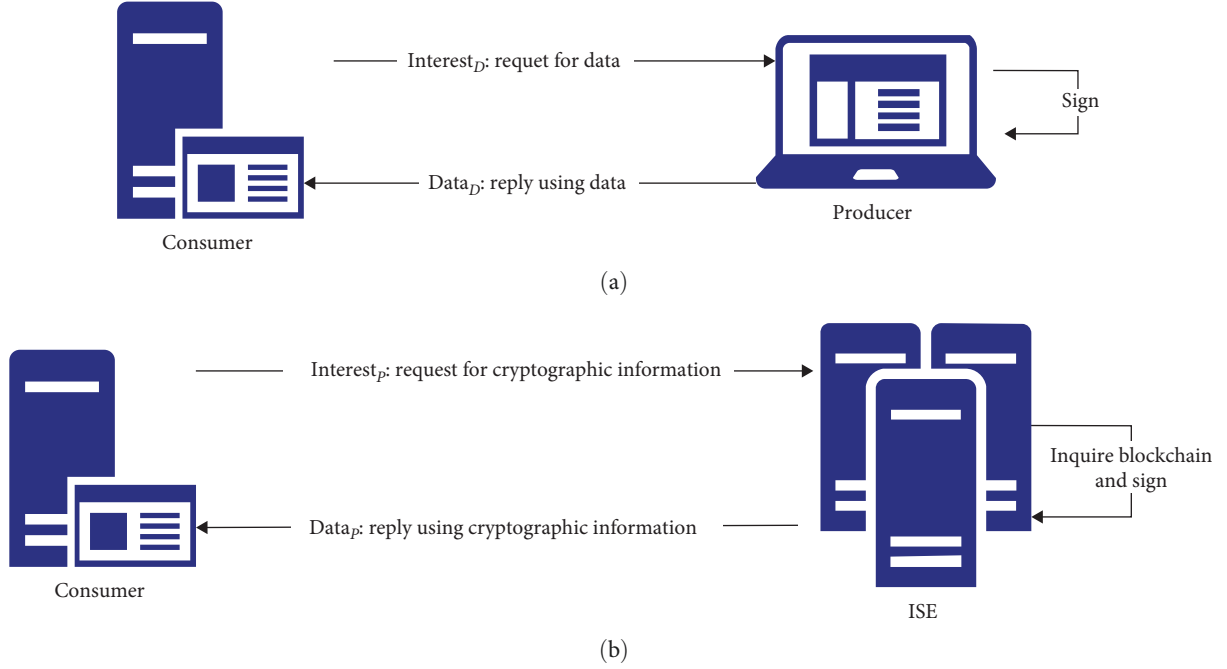 Interest_D: requet for data
Sign
Data_D: reply using data
Producer
Consumer
(a)
Interest_P: request for cryptographic information
Inquire blockchain
and sign
Data_P: reply using cryptographic information
Consumer
ISE
(b)